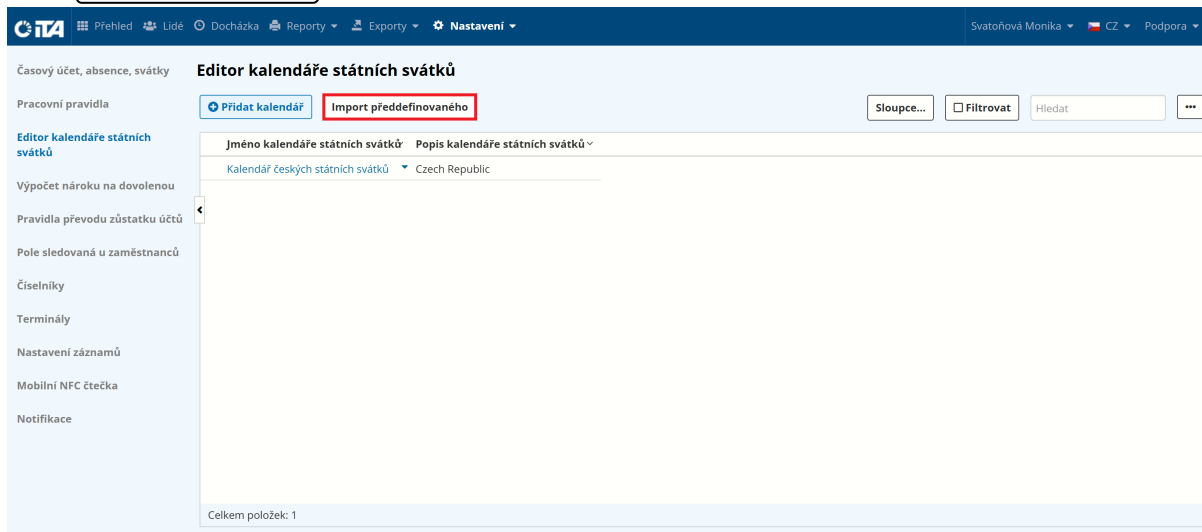 iTA Přehled Lidé Docházka Reporty Exporty Nastavení Svatoňová Monika CZ Podpora
Časový účet, absence, svátky
Pracovní pravidla
Editor kalendáře státních
svátků
Výpočet nároku na dovolenou
Pravidla převodu zůstatku účtů
Pole sledovaná u zaměstnanců
Číselníky
Terminály
Nastavení záznamů
Mobilní NFC čtečka
Notifikace
Editor kalendáře státních svátků
Přidat kalendář Import předdefinovaného Sloupce... Filtrovat Hledat ...
Jméno kalendáře státních svátků Popis kalendáře státních svátků
Kalendář českých státních svátků Czech Republic
Celkem položek: 1